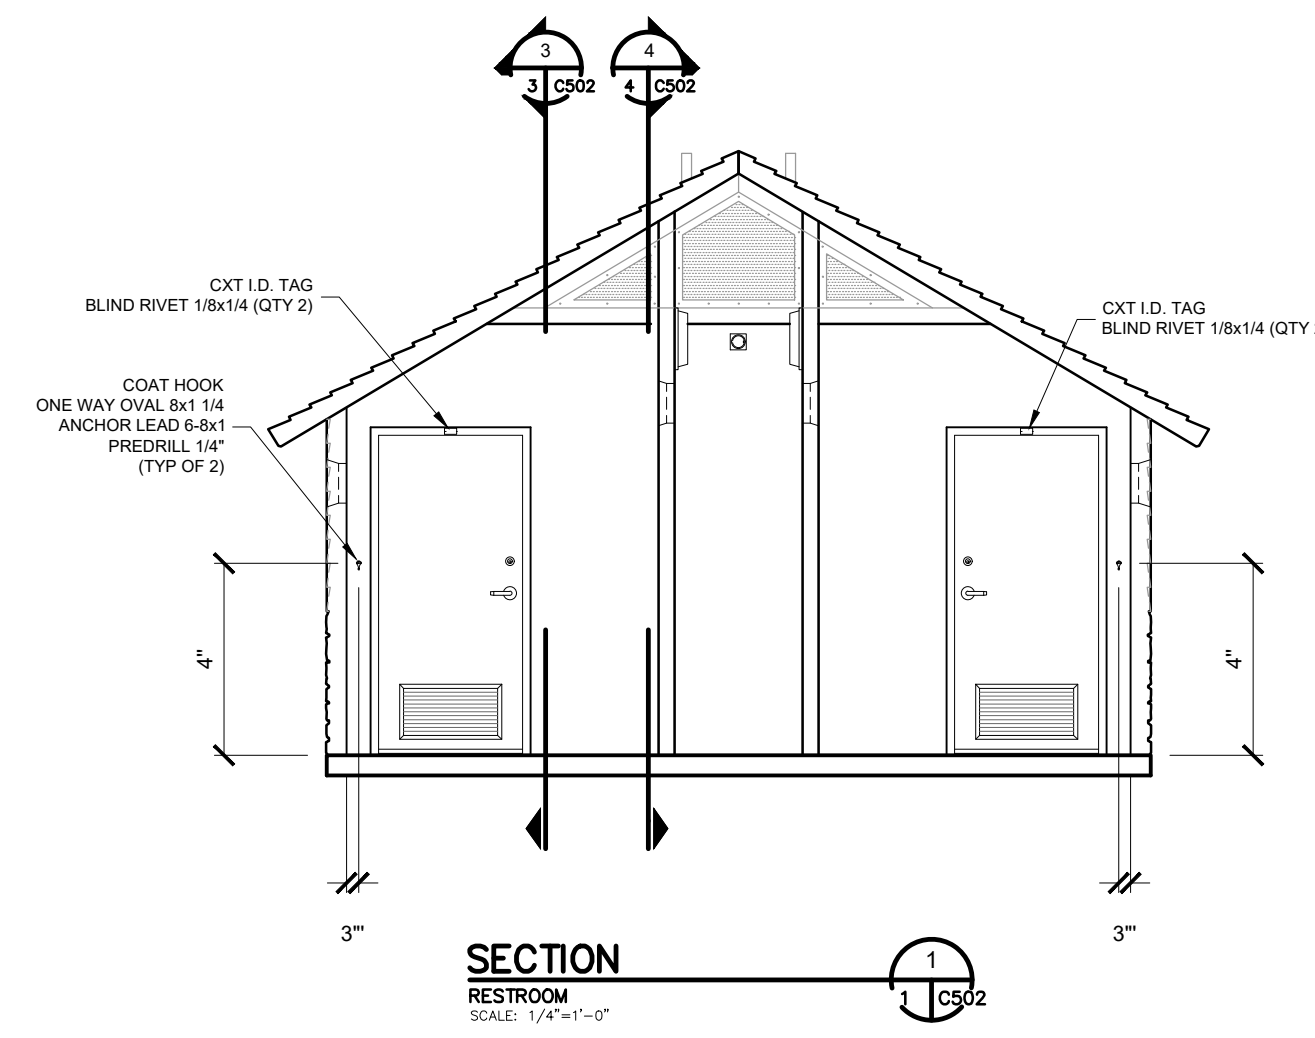 3
3 C502
4
4 C502
CXT I.D. TAG
BLIND RIVET 1/8x1/4 (QTY 2)
CXT I.D. TAG
BLIND RIVET 1/8x1/4 (QTY
COAT HOOK
ONE WAY OVAL 8x1 1/4
ANCHOR LEAD 6-8x1
PREDRILL 1/4"
(TYP OF 2)
4"
4"
3'"
3'"
SECTION
RESTROOM
SCALE: 1/4"=1'-0"
1
1 C502